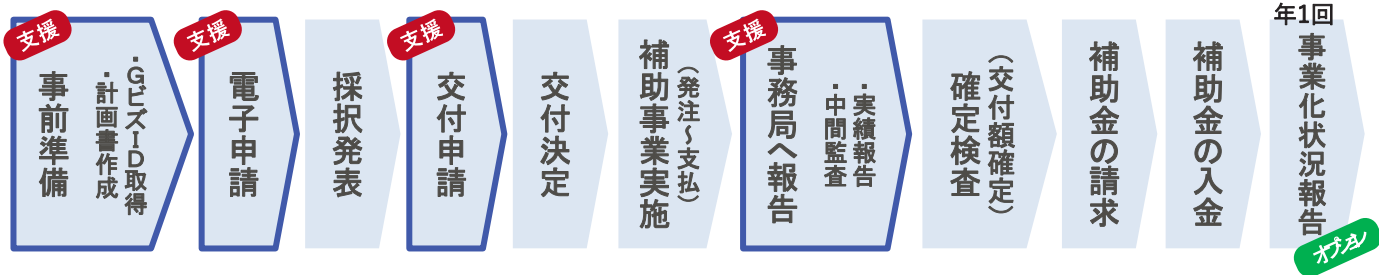 支援
事前準備
・GビズID取得
・計画書作成
支援
電子申請
採択発表
支援
交付申請
交付決定
補助事業実施
（発注～支払）
支援
事務局へ報告
・実績報告
・中間監査
（交付額確定）
確定検査
補助金の請求
補助金の入金
年1回
事業化状況報告
オプション